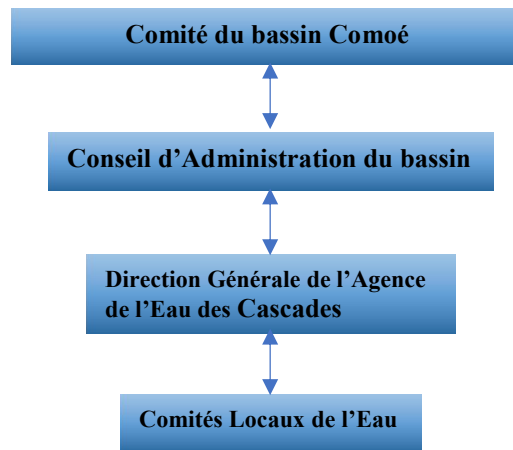 Comité du bassin Comoé
Conseil d’Administration du bassin
Direction Générale de l’Agence
de l’Eau des Cascades
Comités Locaux de l’Eau